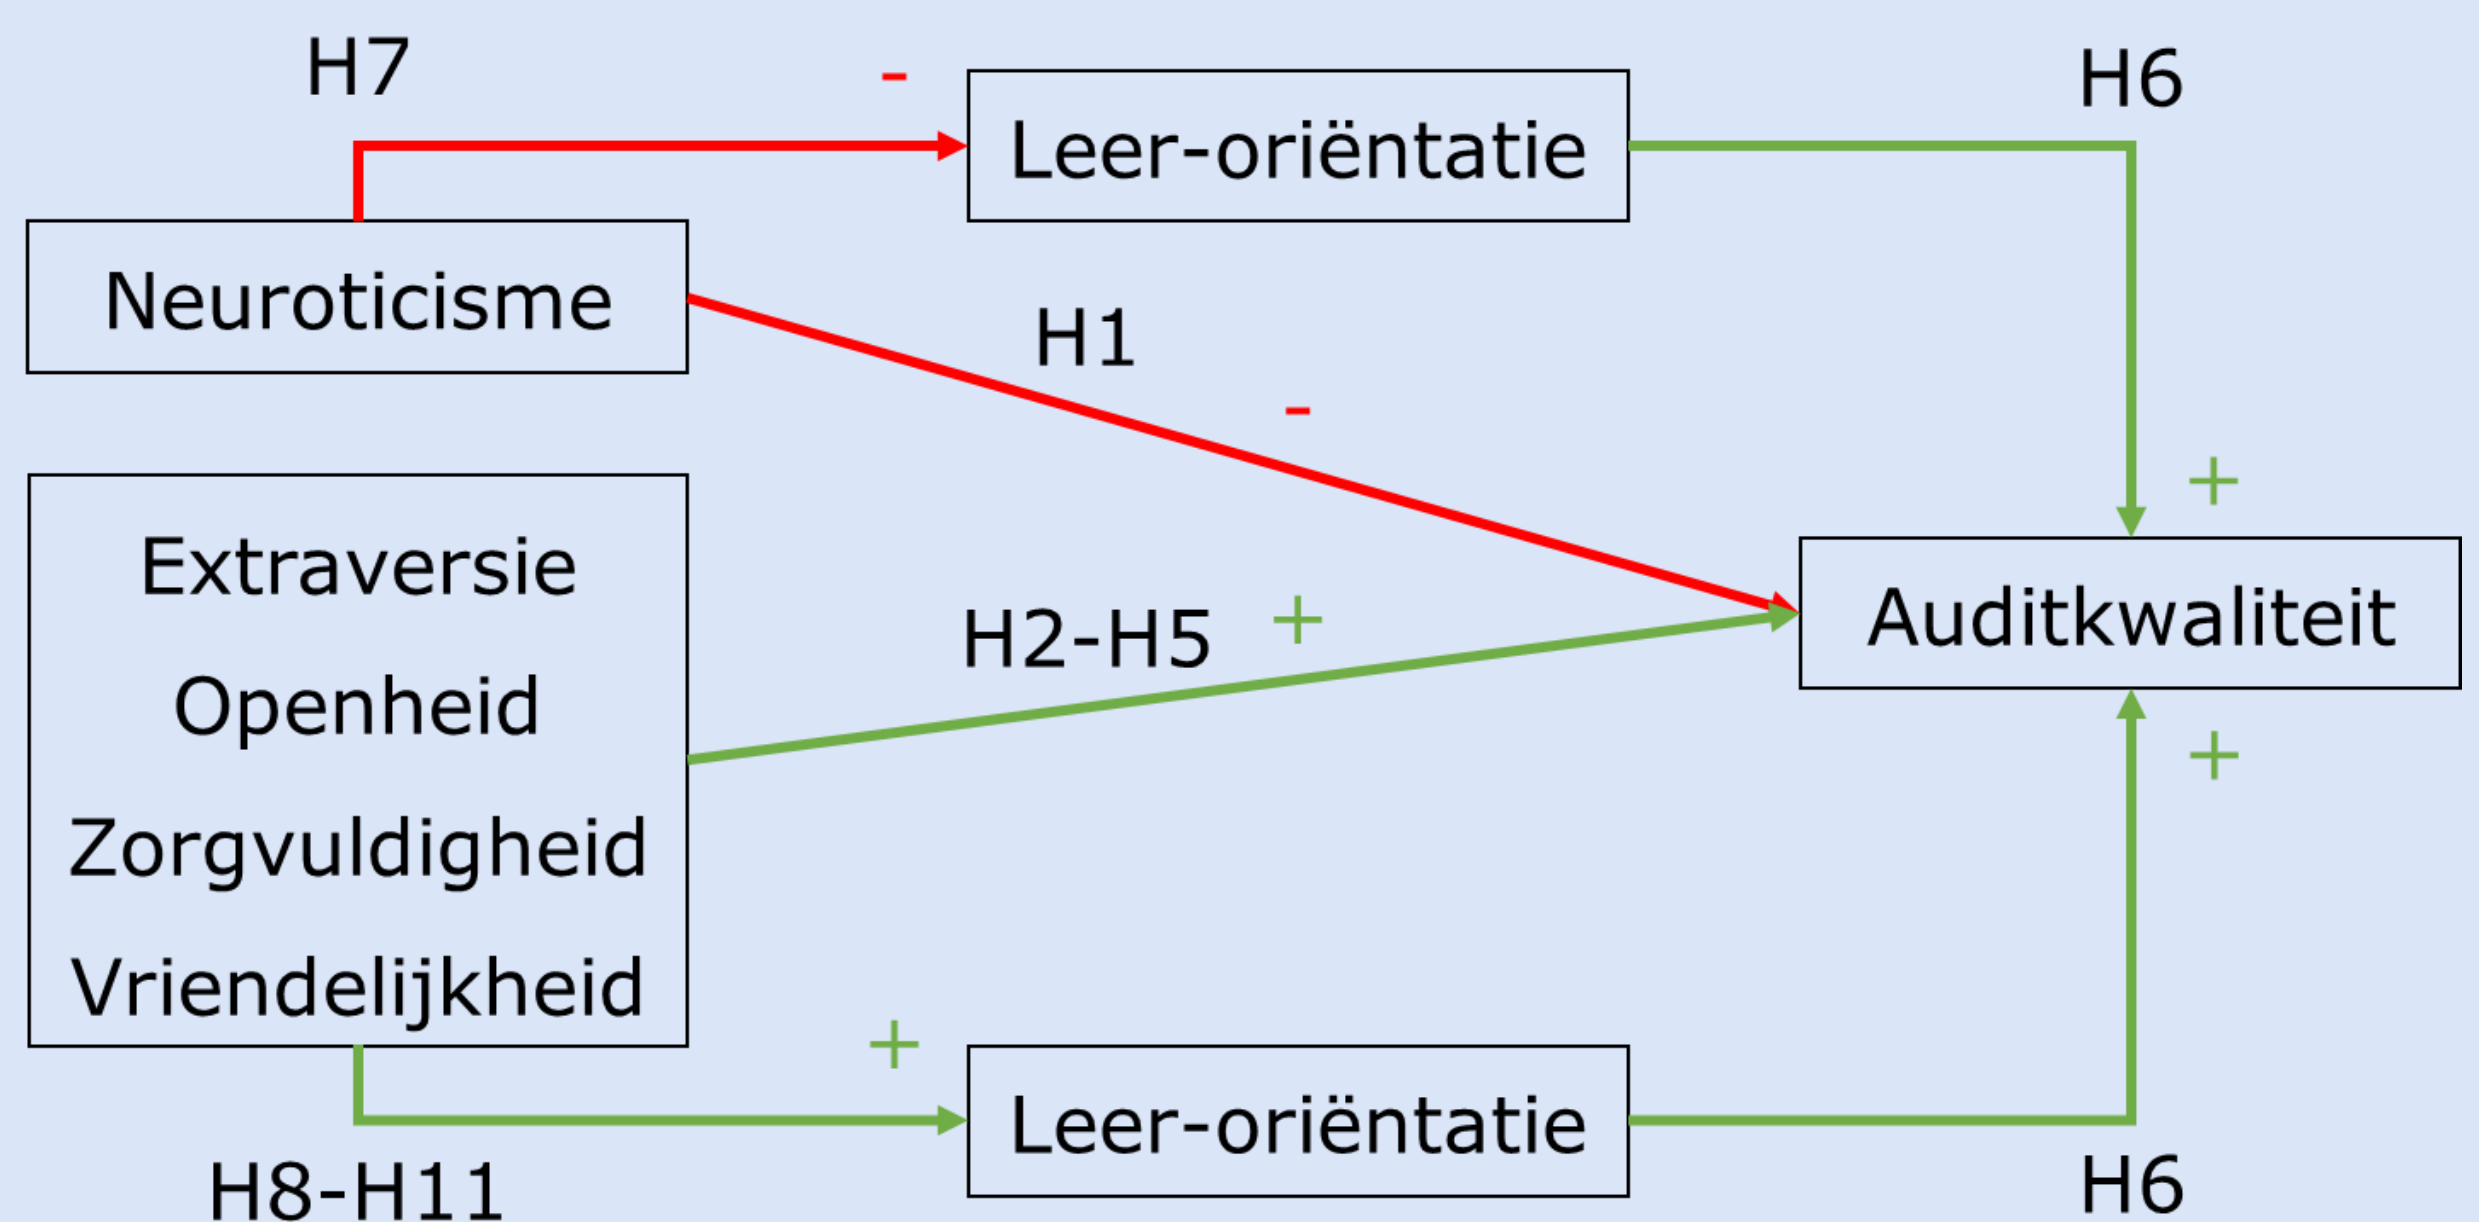 H7
-
Leer-oriëntatie
H6
Neuroticisme
H1
-
+
Extraversie
Openheid
Zorgvuldigheid
Vriendelijkheid
H2-H5
+
Auditkwaliteit
+
+
Leer-oriëntatie
H8-H11
H6